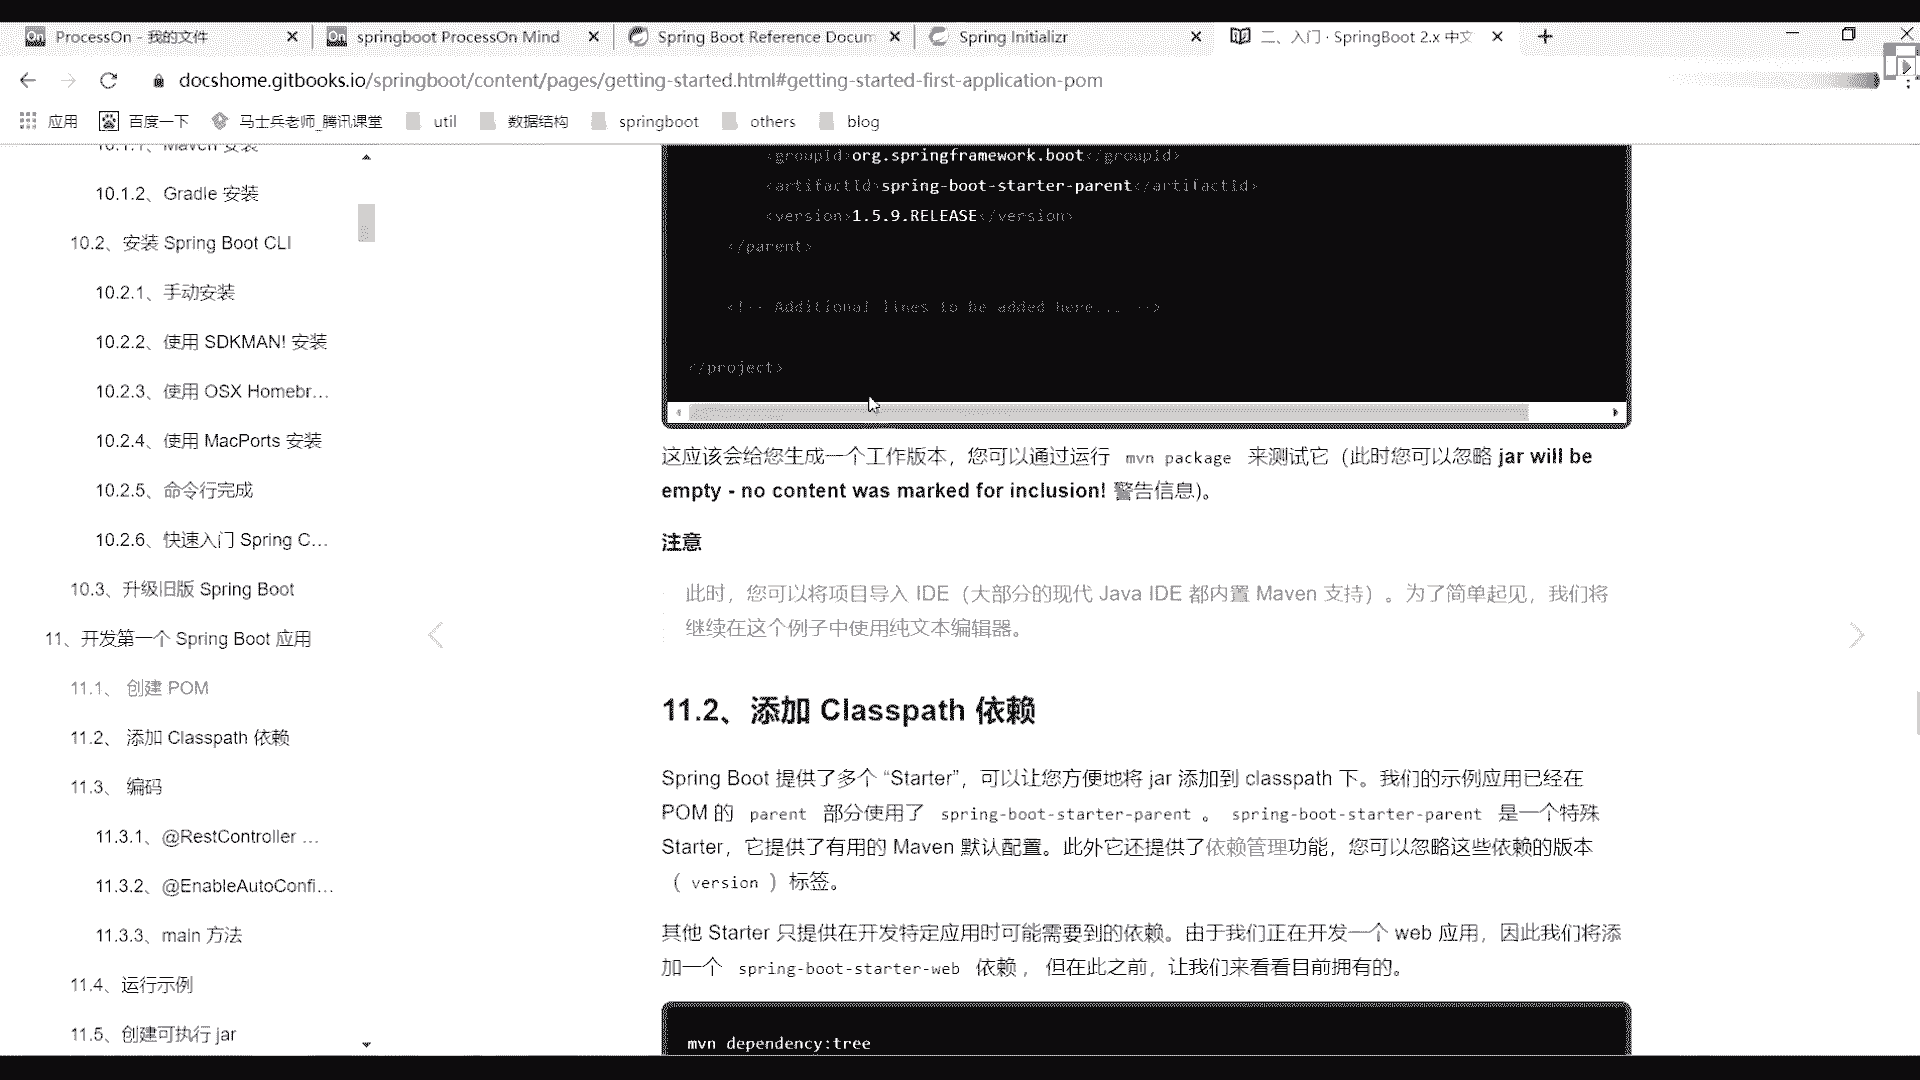 ProcessOn - 我的文件
springboot ProcessOn Mind
Spring Boot Reference Docum
Spring Initializr
二、入门 · SpringBoot 2.x 中文
docshome.gitbooks.io/springboot/content/pages/getting-started.html#getting-started-first-application-pom
应用
百度一下
马士兵老师_腾讯课堂
util
数据结构
springboot
others
blog
10.1.1、Maven 安装
10.1.2、Gradle 安装
10.2、安装 Spring Boot CLI
10.2.1、手动安装
10.2.2、使用 SDKMAN! 安装
10.2.3、使用 OSX Homebr…
10.2.4、使用 MacPorts 安装
10.2.5、命令行完成
10.2.6、快速入门 Spring C…
10.3、升级旧版 Spring Boot
11、开发第一个 Spring Boot 应用
11.1、 创建 POM
11.2、 添加 Classpath 依赖
11.3、 编码
11.3.1、@RestController …
11.3.2、@EnableAutoConfi…
11.3.3、main 方法
11.4、运行示例
11.5、创建可执行 jar
<groupId>org.springframework.boot</groupId>
<artifactId>spring-boot-starter-parent</artifactId>
<version>1.5.9.RELEASE</version>
</parent>
<!-- Additional lines to be added here... -->
</project>
这应该会给您生成一个工作版本，您可以通过运行 mvn package 来测试它（此时您可以忽略 jar will be
empty - no content was marked for inclusion! 警告信息）。
注意
此时，您可以将项目导入 IDE（大部分的现代 Java IDE 都内置 Maven 支持）。为了简单起见，我们将
继续在这个例子中使用纯文本编辑器。
11.2、添加 Classpath 依赖
Spring Boot 提供了多个 “Starter”，可以让您方便地将 jar 添加到 classpath 下。我们的示例应用已经在
POM 的 parent 部分使用了 spring-boot-starter-parent 。 spring-boot-starter-parent 是一个特殊
Starter，它提供了有用的 Maven 默认配置。此外它还提供了依赖管理功能，您可以忽略这些依赖的版本
（ version ）标签。
其他 Starter 只提供在开发特定应用时可能需要到的依赖。由于我们正在开发一个 web 应用，因此我们将添
加一个 spring-boot-starter-web 依赖 ，但在此之前，让我们来看看目前拥有的。
mvn dependency:tree